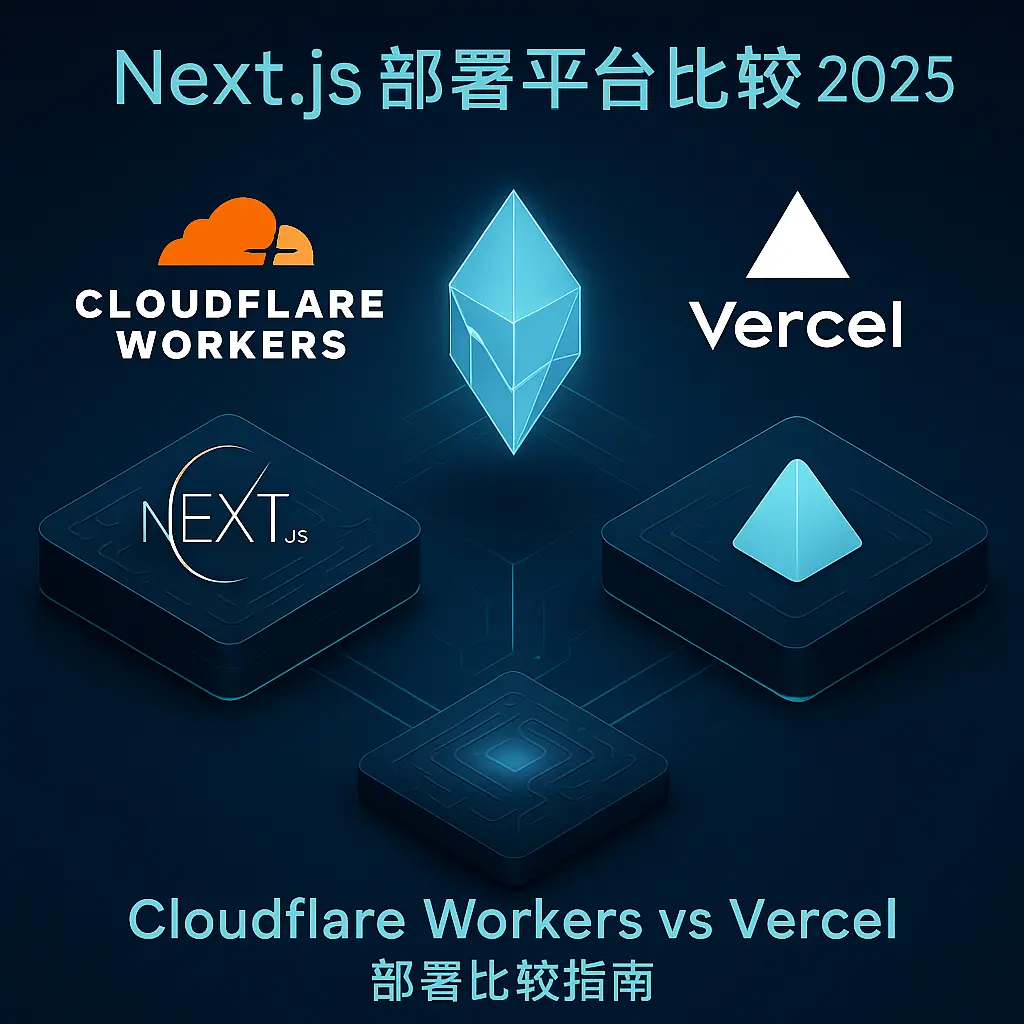 Next.js 部署平台比较 2025
CLOUDFLARE
WORKERS
Vercel
NEXT.JS
Cloudflare Workers vs Vercel
部署比较指南